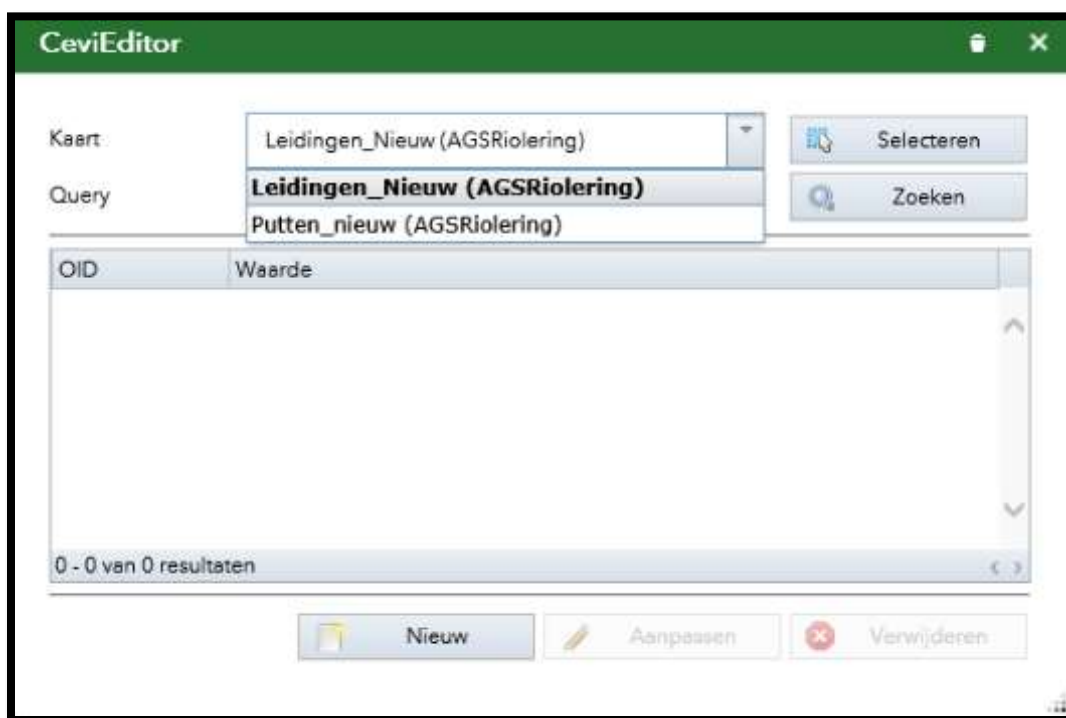 CeviEditor
Kaart Leidingen_Nieuw (AGSRiolering) Selecteren
Leidingen_Nieuw (AGSRiolering)
Query Zoeken
Putten_nieuw (AGSRiolering)
OID Waarde
0 - 0 van 0 resultaten
Nieuw Aanpassen Verwijderen